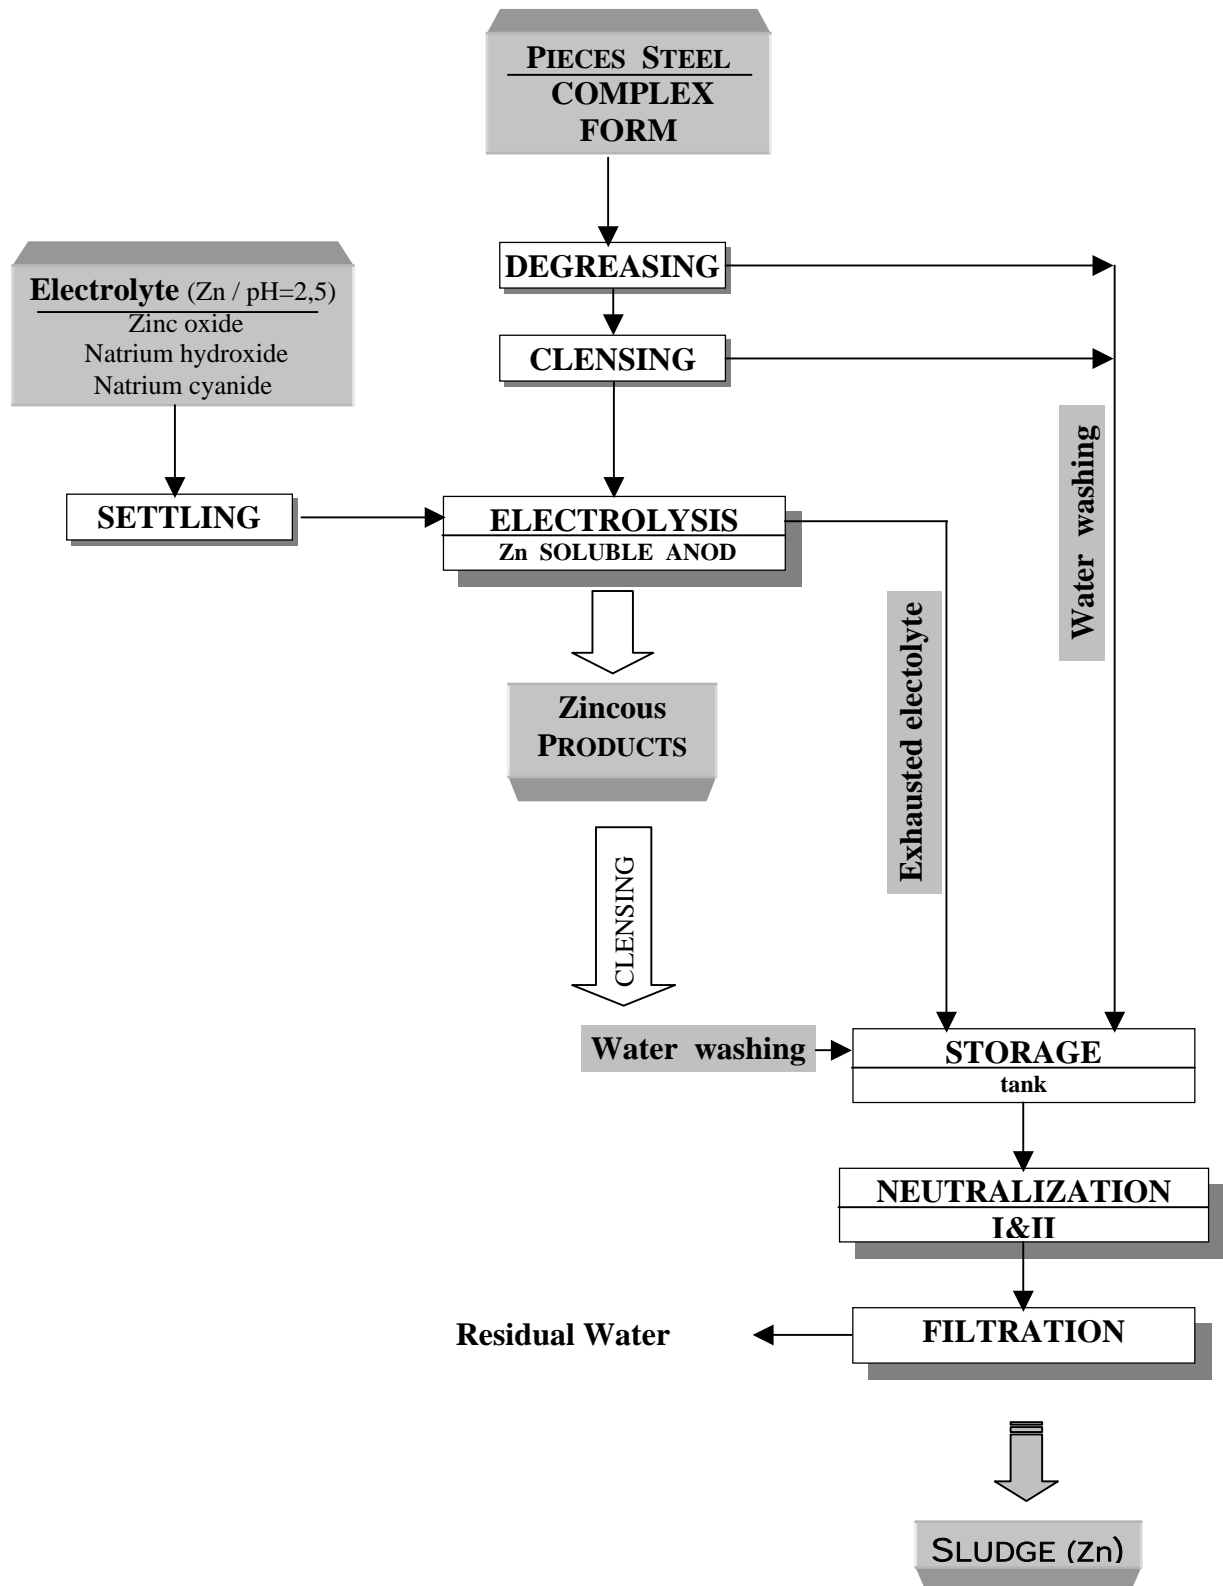 PIECES STEEL
COMPLEX
FORM
DEGREASING
Electrolyte (Zn / pH=2,5)
Zinc oxide
Natrium hydroxide
Natrium cyanide
CLENSING
Water washing
SETTLING
ELECTROLYSIS
Zn SOLUBLE ANOD
Exhausted electolyte
Zincous
PRODUCTS
CLENSING
Water washing
STORAGE
tank
NEUTRALIZATION
I&II
Residual Water
FILTRATION
SLUDGE (Zn)